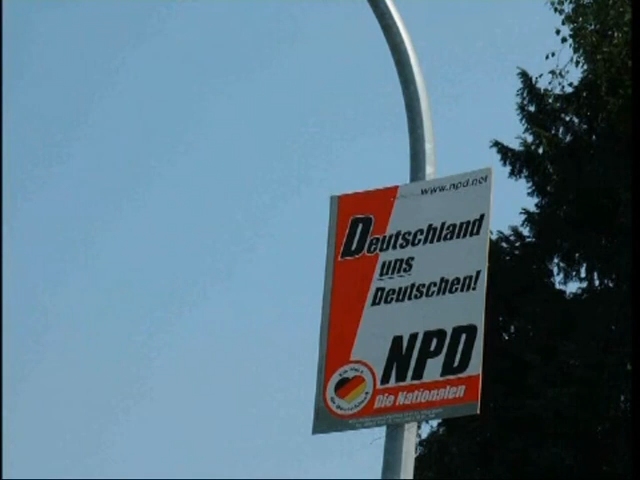 www.npd.net
Deutschland
uns
Deutschen!
NPD
Die Nationalen